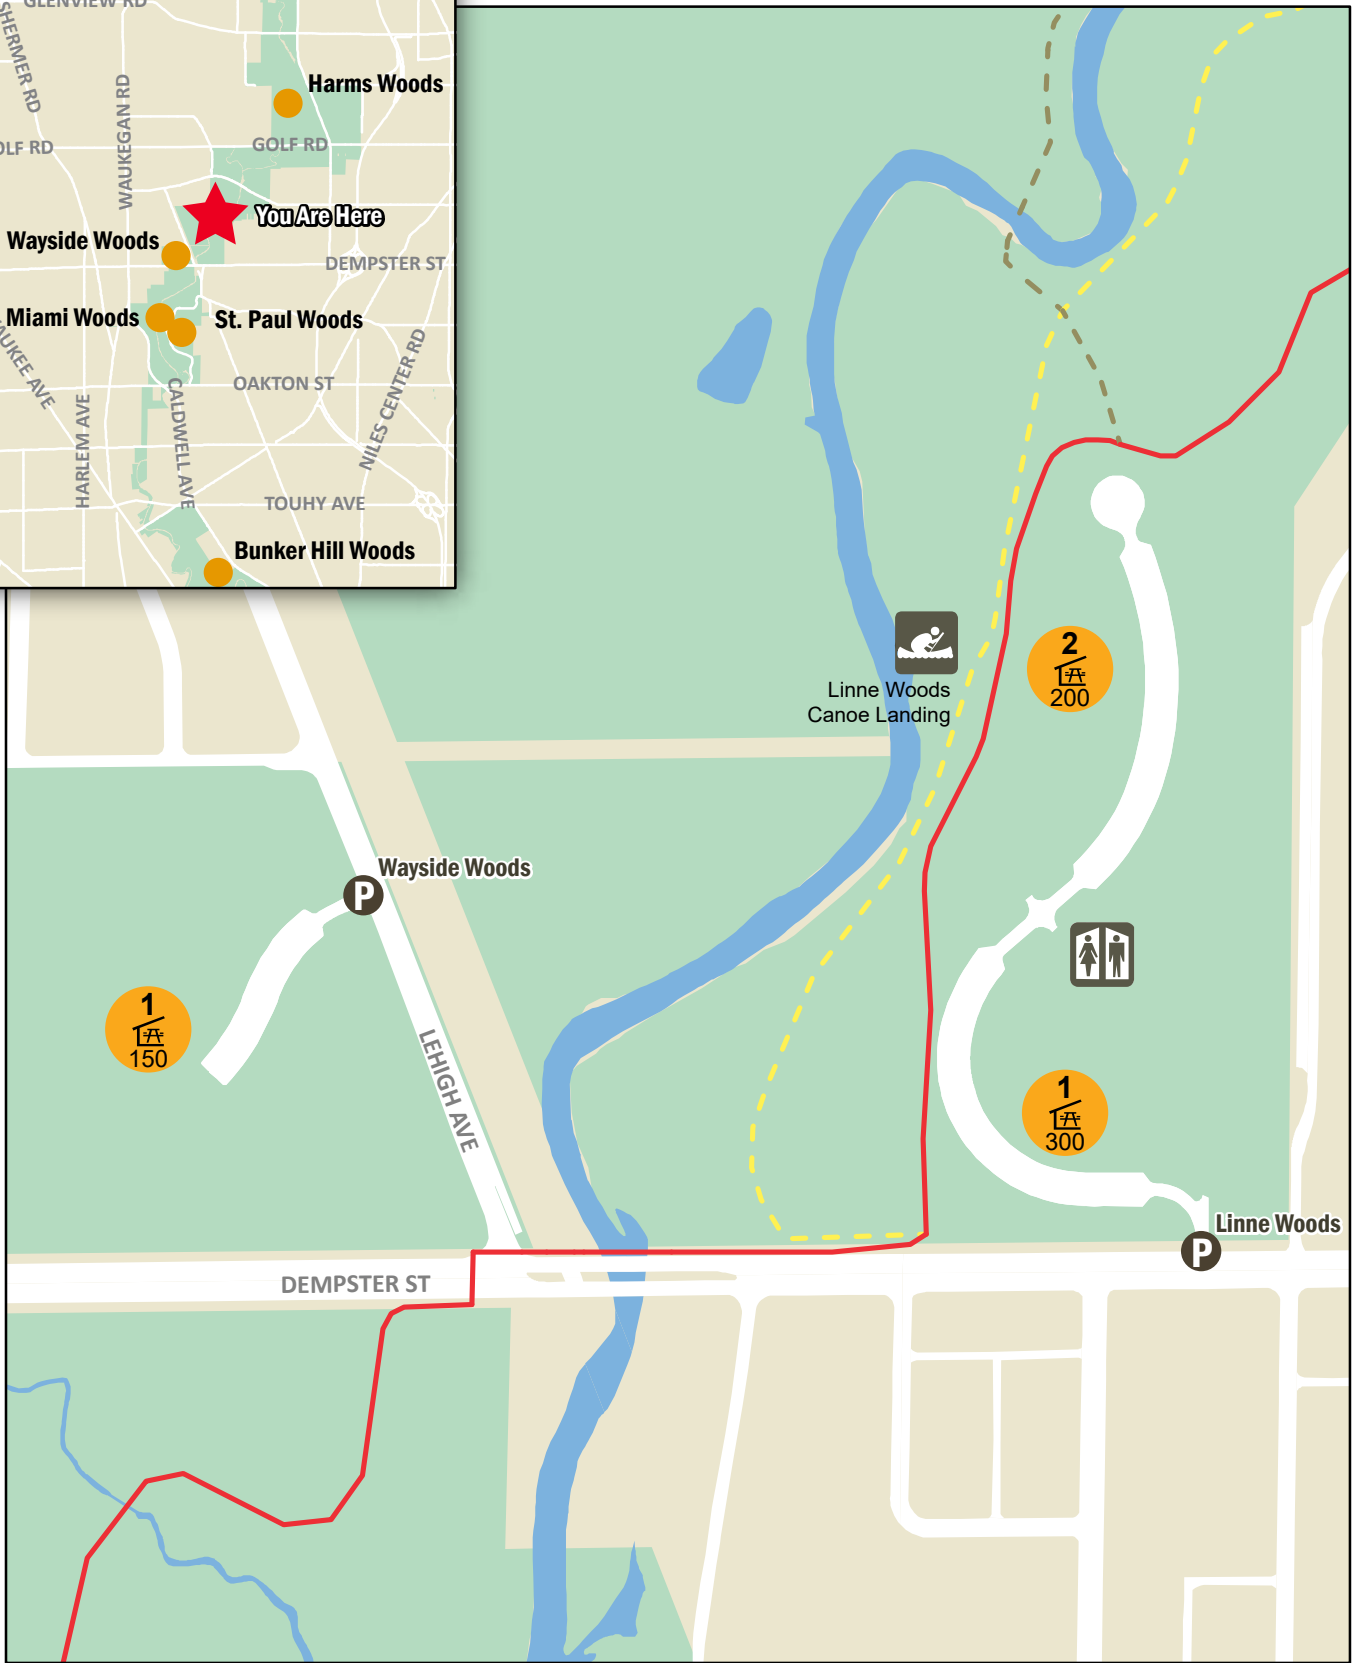 GLENVIEW RD
SHERMER RD
WAUKEGAN RD
Harms Woods
GOLF RD
OLF RD
You Are Here
Wayside Woods
DEMPSTER ST
Miami Woods
St. Paul Woods
AUKEE AVE
OAKTON ST
NILES CENTER RD
HARLEM AVE
CALDWELL AVE
TOUHY AVE
Bunker Hill Woods
2
200
Linne Woods
Canoe Landing
Wayside Woods
P
1
150
LEHIGH AVE
1
300
Linne Woods
P
DEMPSTER ST